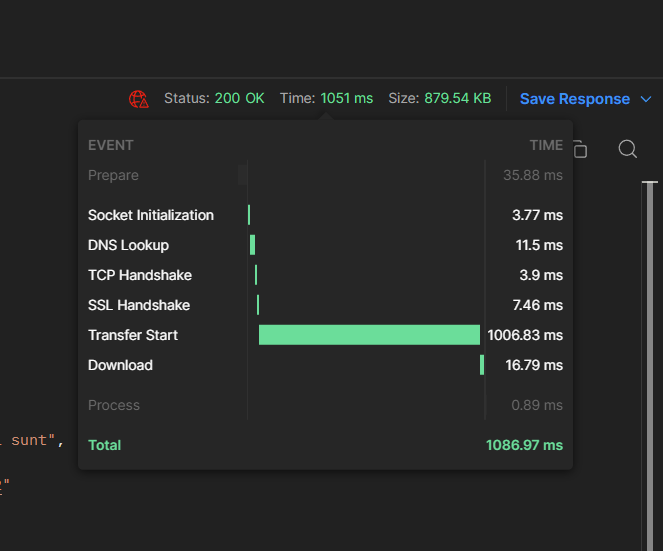 Status: 200 OK Time: 1051 ms Size: 879.54 KB Save Response
EVENT TIME
Prepare 35.88 ms
Socket Initialization 3.77 ms
DNS Lookup 11.5 ms
TCP Handshake 3.9 ms
SSL Handshake 7.46 ms
Transfer Start 1006.83 ms
Download 16.79 ms
Process 0.89 ms
sunt",
Total 1086.97 ms